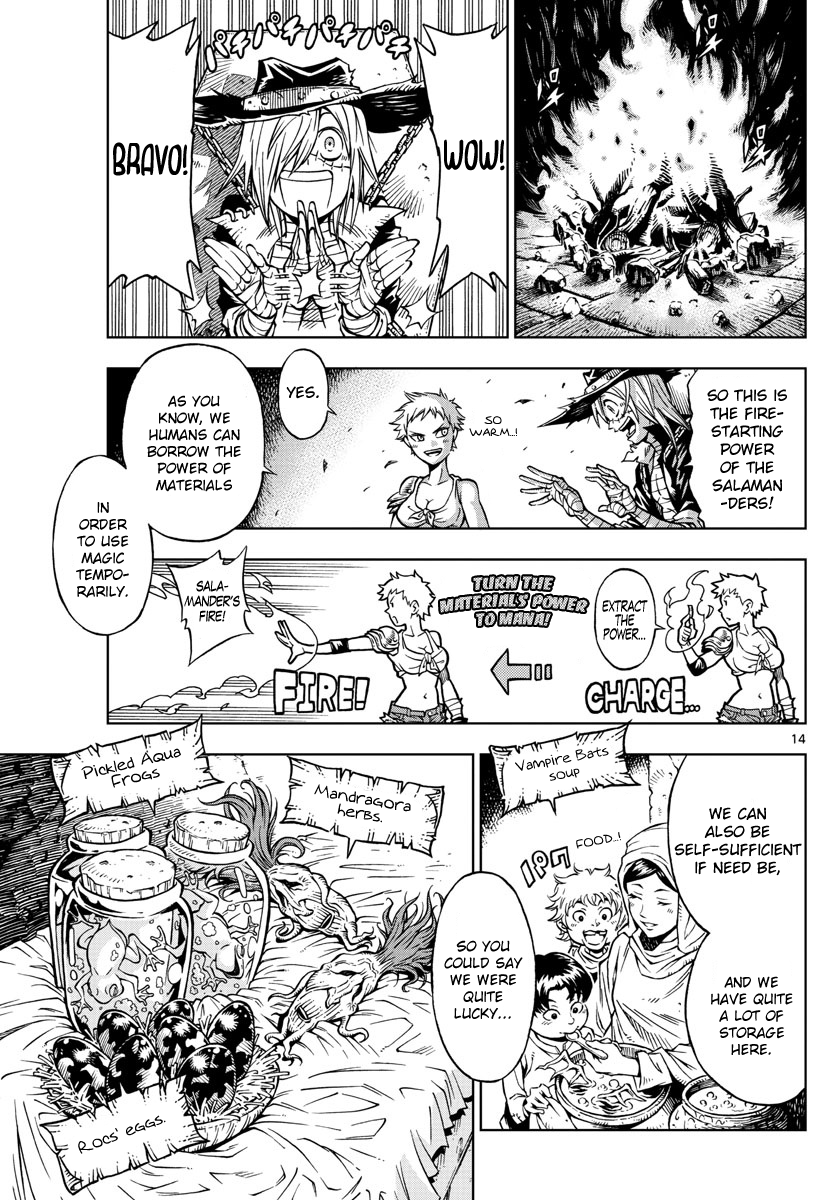 パチパチパチパチ
WOW!
BRAVO!
SO THIS IS
THE FIRE-
STARTING
POWER
OF THE
SALAMAN
-DERS!
SO
WARM..!
YES.
AS YOU
KNOW, WE
HUMANS CAN
BORROW THE
POWER OF
MATERIALS
IN
ORDER
TO USE
MAGIC
TEMPO-
RARILY.
EXTRACT
THE
POWER...
CHARGE...
TURN THE
MATERIALS' POWER
TO MANA!
SALA-
MANDER'S
FIRE!
FIRE!
14
WE CAN
ALSO BE
SELF-SUFFICIENT
IF NEED BE,
AND WE
HAVE QUITE
A LOT OF
STORAGE
HERE.
Vampire Bats
soup
FOOD..!
パク
SO YOU
COULD SAY
WE WERE
QUITE
LUCKY...
Mandragora
herbs.
Pickled Aqua
Frogs
Rocs' eggs.